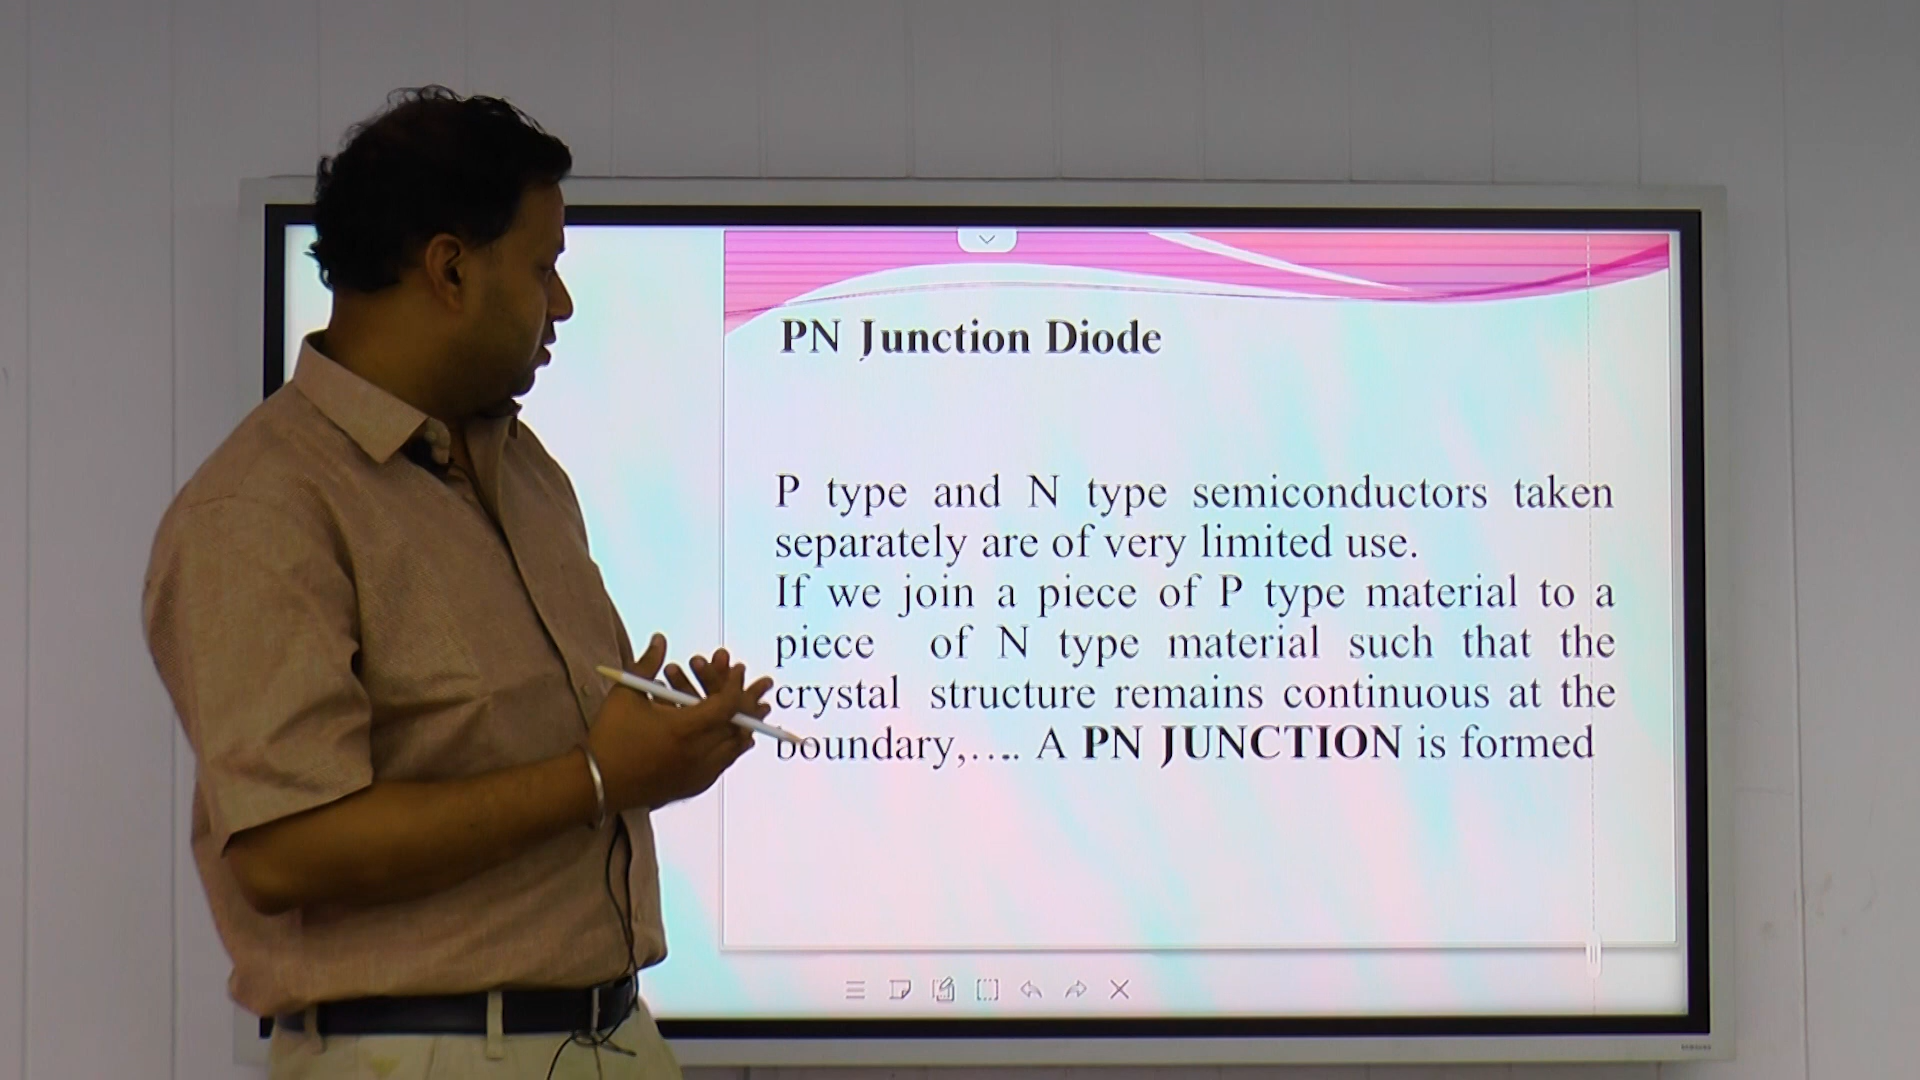 PN Junction Diode
P type and N type semiconductors taken
separately are of very limited use.
If we join a piece of P type material to a
piece of N type material such that the
crystal structure remains continuous at the
boundary,.... A PN JUNCTION is formed
SAMSUNG